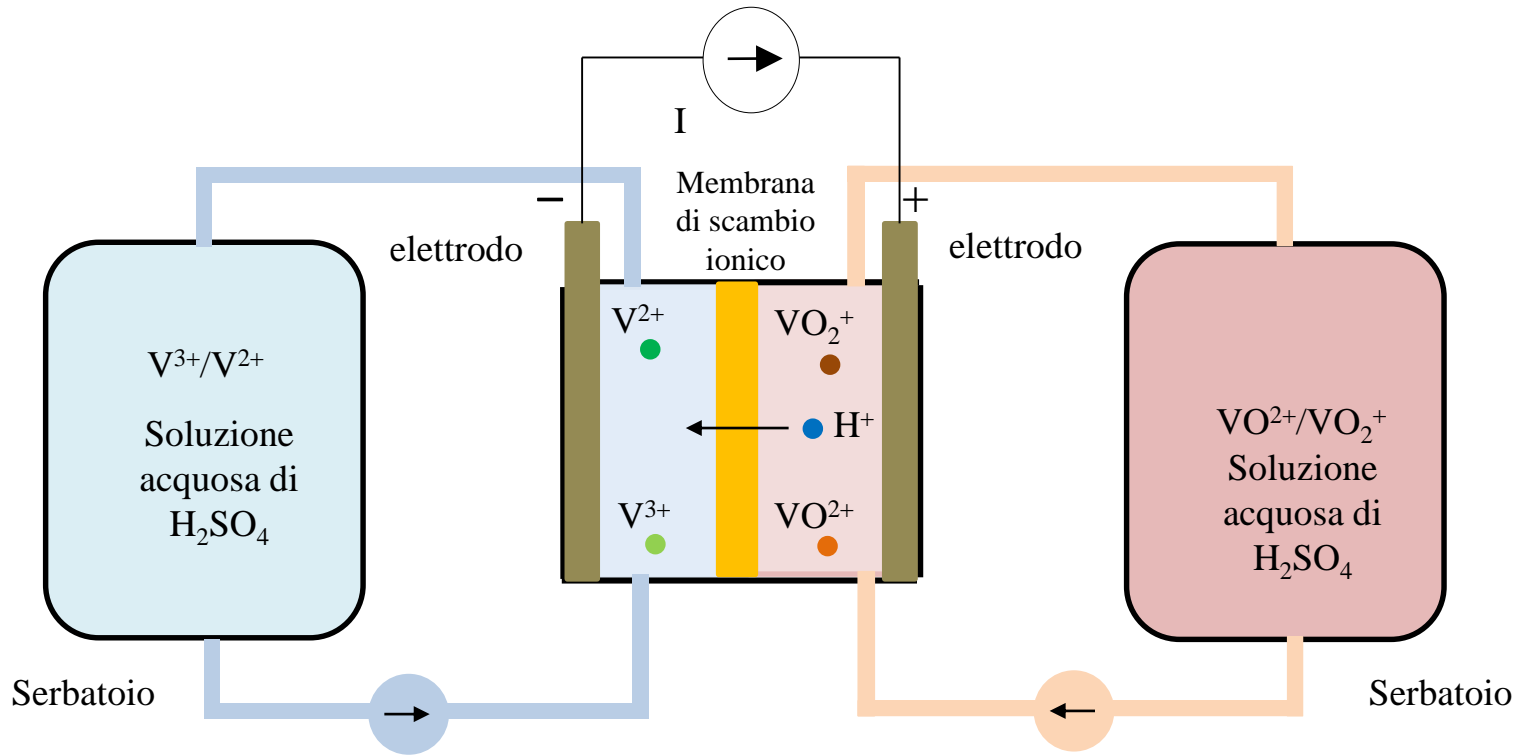 I
Membrana
di scambio
ionico
−
+
elettrodo
elettrodo
V³⁺/V²⁺
Soluzione
acquosa di
H₂SO₄
V²⁺
VO₂⁺
H⁺
V³⁺
VO²⁺
VO²⁺/VO₂⁺
Soluzione
acquosa di
H₂SO₄
Serbatoio
Serbatoio